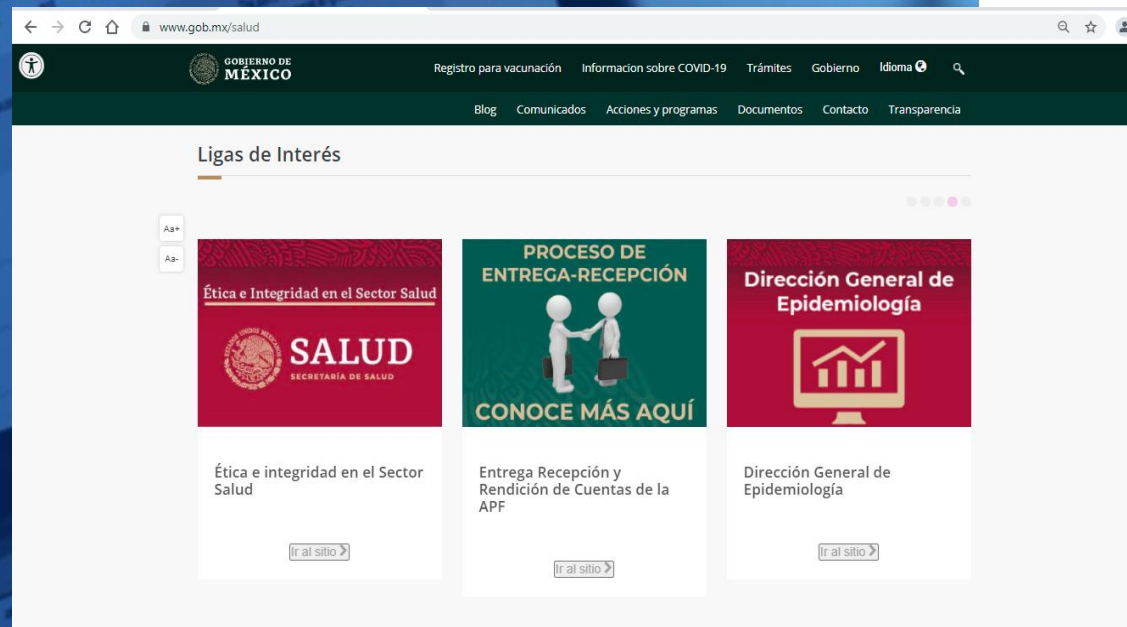 www.gob.mx/salud
GOBIERNO DE
MÉXICO
Registro para vacunación Informacion sobre COVID-19 Trámites Gobierno Idioma
Blog Comunicados Acciones y programas Documentos Contacto Transparencia
Ligas de Interés
Aa+
Aa-
Ética e Integridad en el Sector Salud
SALUD
SECRETARÍA DE SALUD
PROCESO DE
ENTREGA-RECEPCIÓN
CONOCE MÁS AQUÍ
Dirección General de
Epidemiología
Ética e integridad en el Sector
Salud
Ir al sitio
Entrega Recepción y
Rendición de Cuentas de la
APF
Ir al sitio
Dirección General de
Epidemiología
Ir al sitio